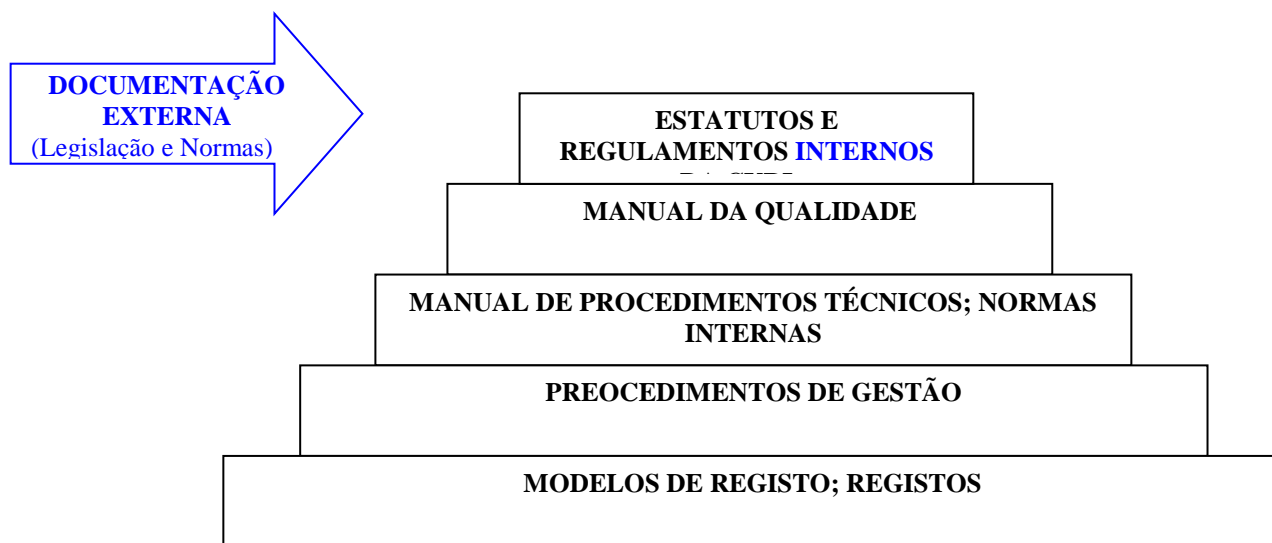 DOCUMENTAÇÃO
EXTERNA
(Legislação e Normas)
ESTATUTOS E
REGULAMENTOS INTERNOS
MANUAL DA QUALIDADE
MANUAL DE PROCEDIMENTOS TÉCNICOS; NORMAS
INTERNAS
PREOCEDIMENTOS DE GESTÃO
MODELOS DE REGISTO; REGISTOS